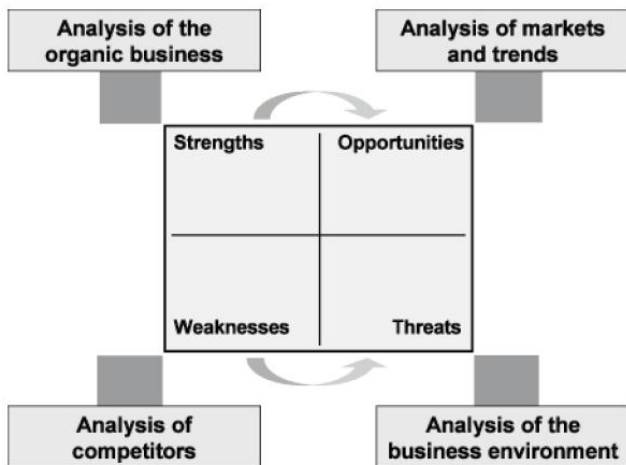 Analysis of the
organic business
Analysis of markets
and trends
Strengths
Opportunities
Weaknesses
Threats
Analysis of
competitors
Analysis of the
business environment